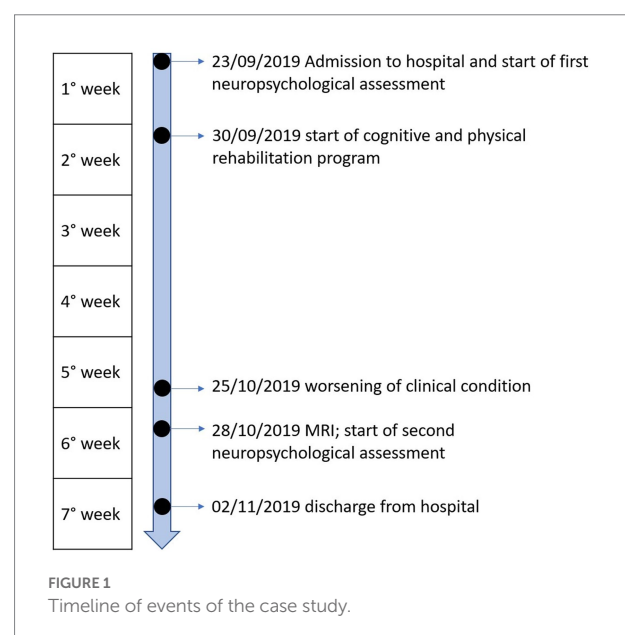 1° week
23/09/2019 Admission to hospital and start of first
neuropsychological assessment
2° week
30/09/2019 start of cognitive and physical
rehabilitation program
3° week
4° week
5° week
25/10/2019 worsening of clinical condition
6° week
28/10/2019 MRI; start of second
neuropsychological assessment
7° week
02/11/2019 discharge from hospital
FIGURE 1
Timeline of events of the case study.